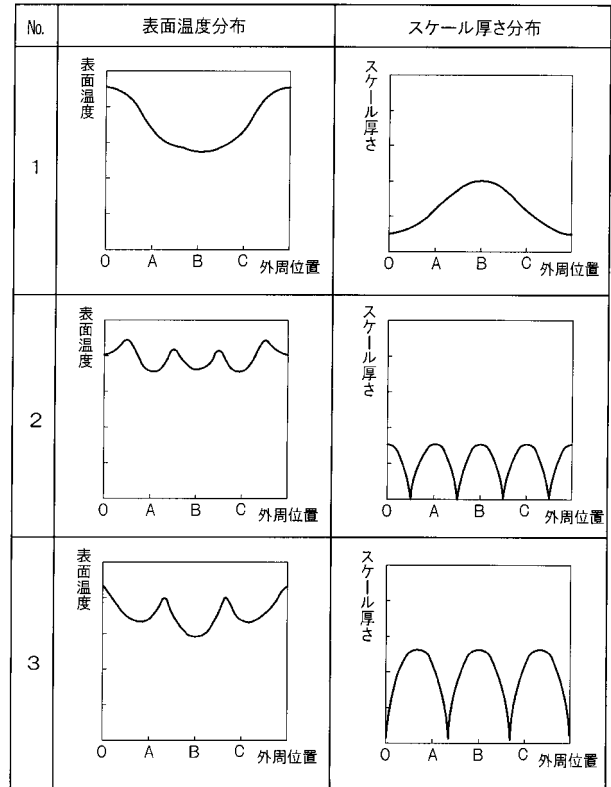 No. 表面温度分布 スケール厚さ分布
1
表面温度
O A B C 外周位置
スケール厚さ
O A B C 外周位置
2
表面温度
O A B C 外周位置
スケール厚さ
O A B C 外周位置
3
表面温度
O A B C 外周位置
スケール厚さ
O A B C 外周位置